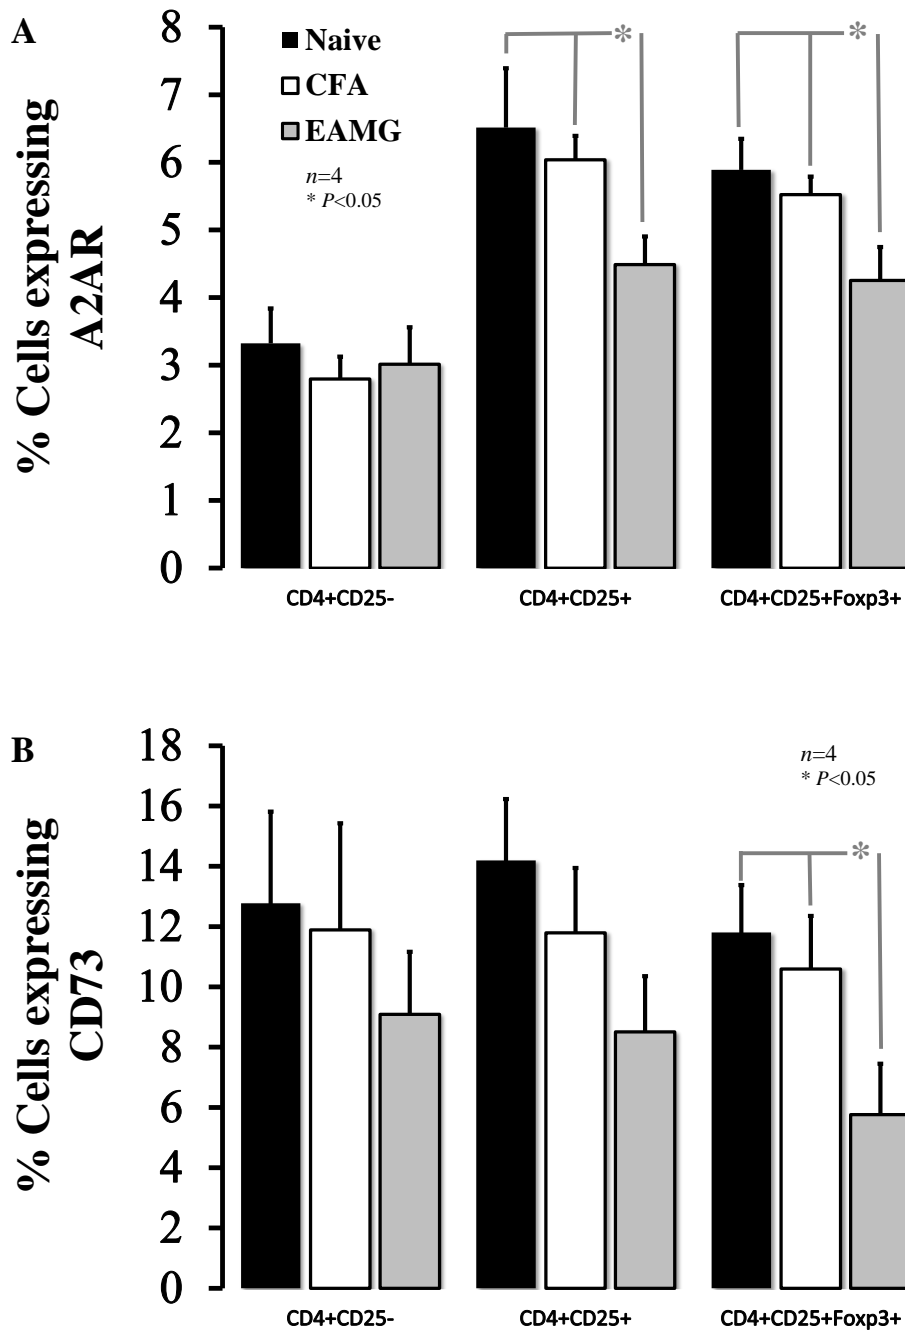 A
% Cells expressing
A2AR
8
7
6
5
4
3
2
1
0
Naive
CFA
EAMG
n=4
* P<0.05
*
*
CD4+CD25-
CD4+CD25+
CD4+CD25+Foxp3+
B
% Cells expressing
CD73
18
16
14
12
10
8
6
4
2
0
n=4
* P<0.05
*
CD4+CD25-
CD4+CD25+
CD4+CD25+Foxp3+